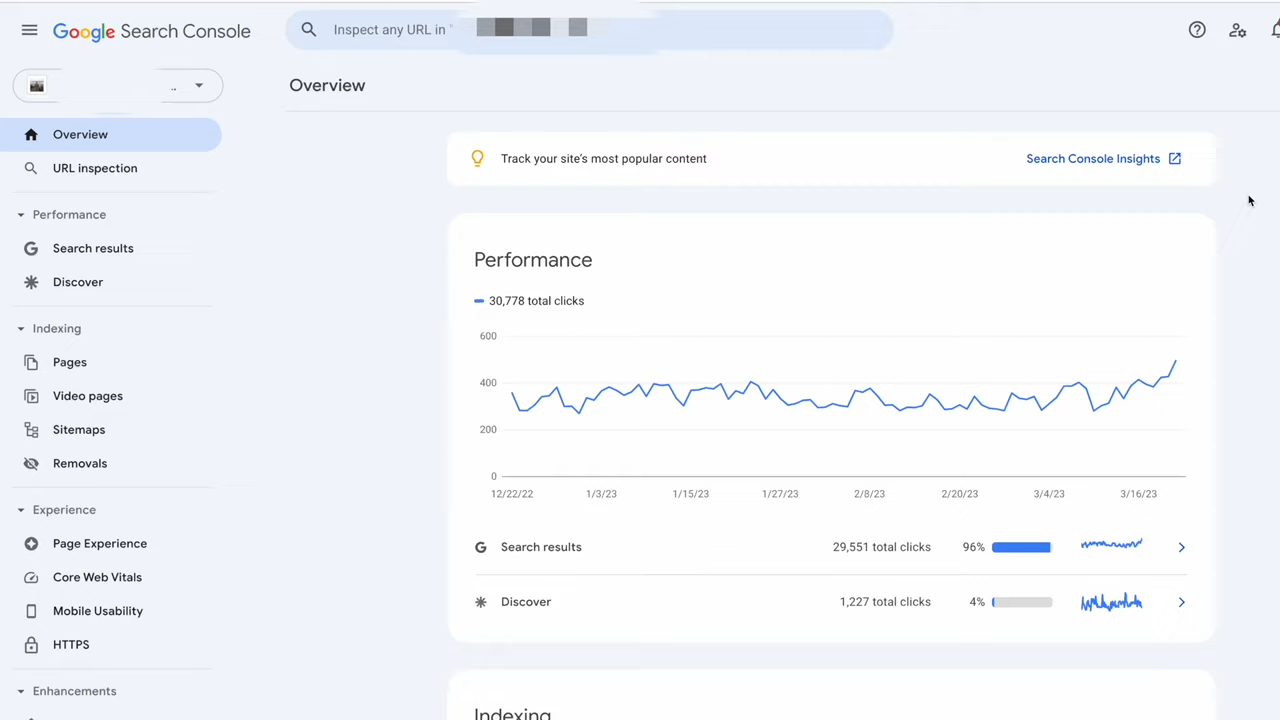 Google Search Console
Inspect any URL in "
..
Overview
URL inspection
Performance
Search results
Discover
Indexing
Pages
Video pages
Sitemaps
Removals
Experience
Page Experience
Core Web Vitals
Mobile Usability
HTTPS
Enhancements
Overview
Track your site's most popular content
Search Console Insights
Performance
30,778 total clicks
600
400
200
0
12/22/22 1/3/23 1/15/23 1/27/23 2/8/23 2/20/23 3/4/23 3/16/23
Search results 29,551 total clicks 96%
Discover 1,227 total clicks 4%
Indexing